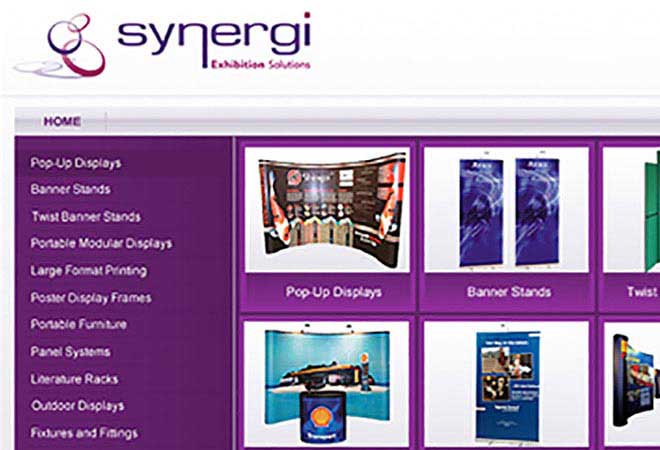 synergi
Exhibition Solutions
HOME
Pop-Up Displays
Banner Stands
Twist Banner Stands
Portable Modular Displays
Large Format Printing
Poster Display Frames
Portable Furniture
Panel Systems
Literature Racks
Outdoor Displays
Fixtures and Fittings
Pop-Up Displays
Banner Stands
Twist
Transport